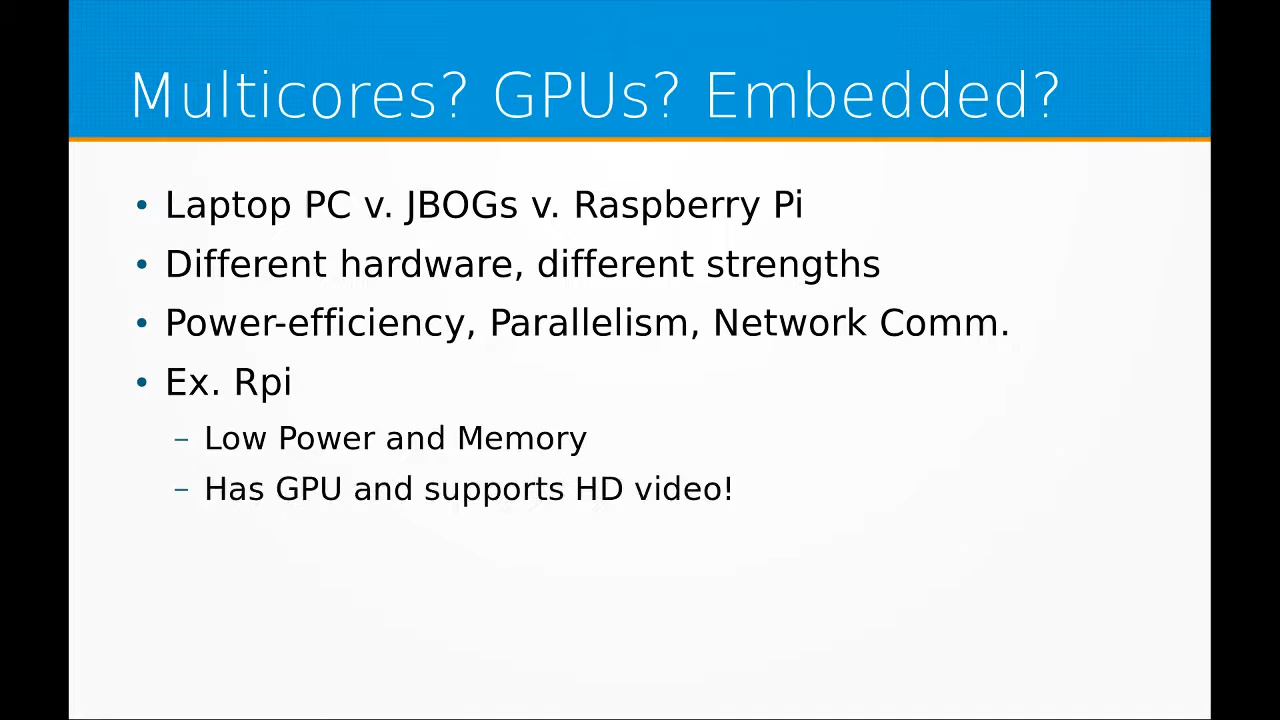 Multicores? GPUs? Embedded?
• Laptop PC v. JBOGs v. Raspberry Pi
• Different hardware, different strengths
• Power-efficiency, Parallelism, Network Comm.
• Ex. Rpi
– Low Power and Memory
– Has GPU and supports HD video!